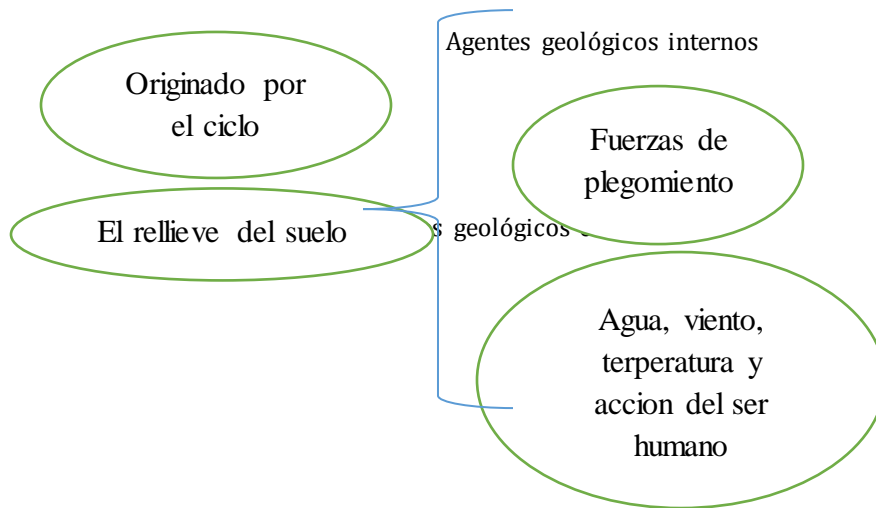 Agentes geológicos internos
Originado por
el ciclo
Fuerzas de
plegomiento
El rellieve del suelo
geológicos
Agua, viento,
terperatura y
accion del ser
humano